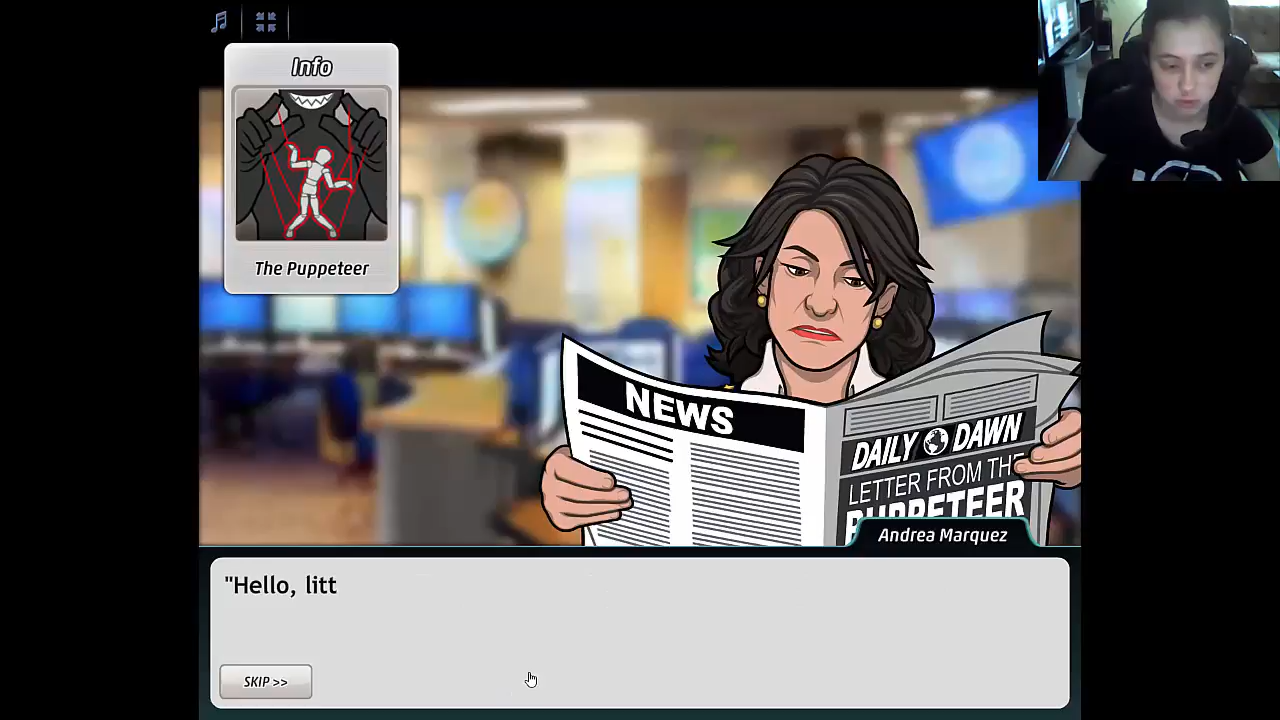 Info
The Puppeteer
NEWS
DAILY DAWN
LETTER FROM THE
PUPPETEER
Andrea Marquez
"Hello, litt
SKIP >>